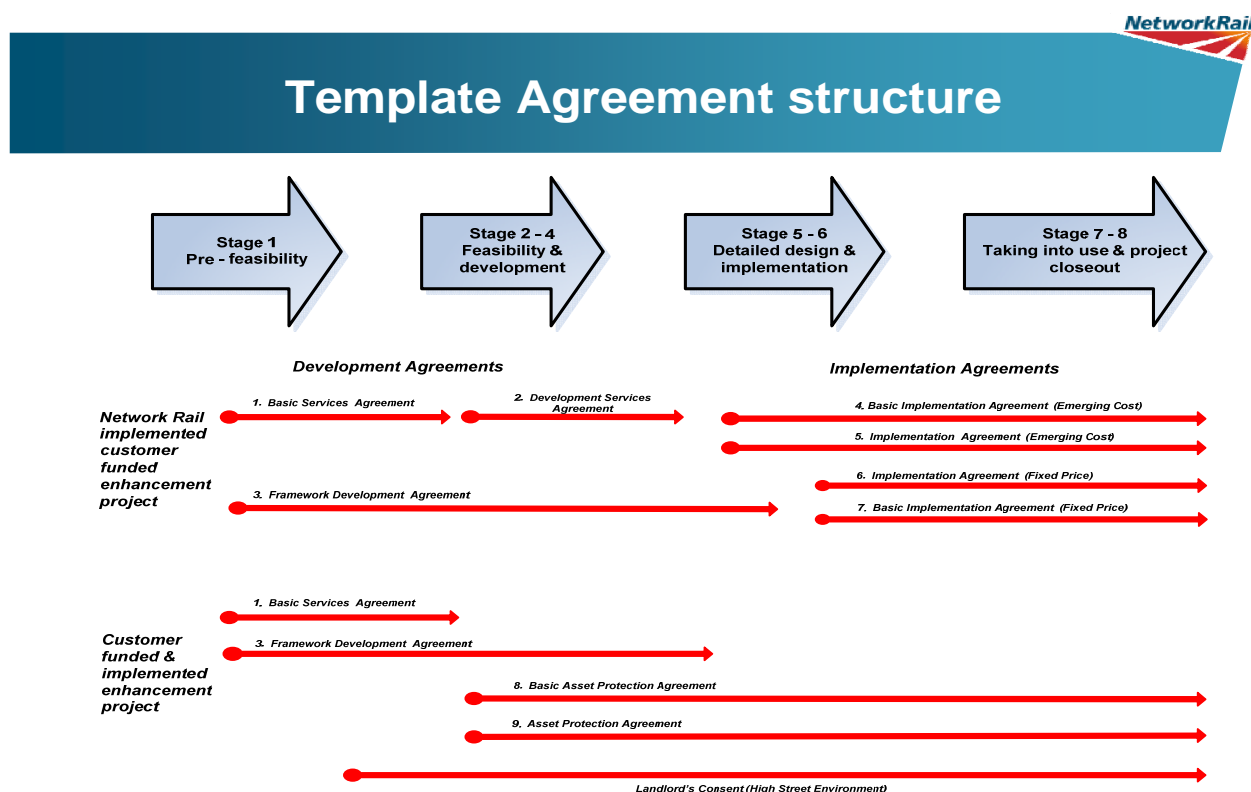 NetworkRail
Template Agreement structure
Stage 1
Pre - feasibility
Stage 2 - 4
Feasibility &
development
Stage 5 - 6
Detailed design &
implementation
Stage 7 - 8
Taking into use & project
closeout
Development Agreements
Implementation Agreements
Network Rail
implemented
customer
funded
enhancement
project
1. Basic Services Agreement
2. Development Services
Agreement
3. Framework Development Agreement
4. Basic Implementation Agreement (Emerging Cost)
5. Implementation Agreement (Emerging Cost)
6. Implementation Agreement (Fixed Price)
7. Basic Implementation Agreement (Fixed Price)
Customer
funded &
implemented
enhancement
project
1. Basic Services Agreement
3. Framework Development Agreement
8. Basic Asset Protection Agreement
9. Asset Protection Agreement
Landlord's Consent (High Street Environment)